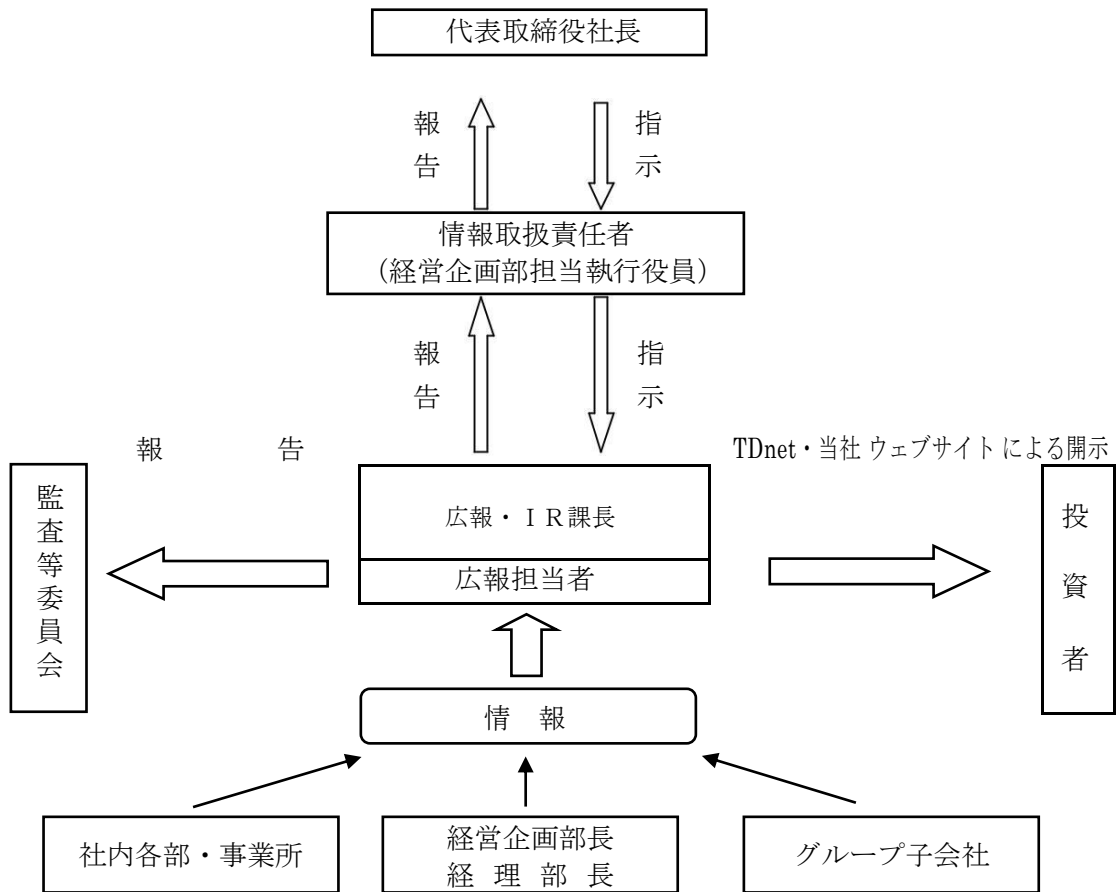 代表取締役社長
報告
指示
情報取扱責任者
(経営企画部担当執行役員)
報告
指示
報 告
TDnet・当社 ウェブサイト による開示
監査等委員会
広報・ＩＲ課長
広報担当者
投資者
情 報
社内各部・事業所
経営企画部長
経 理 部 長
グループ子会社